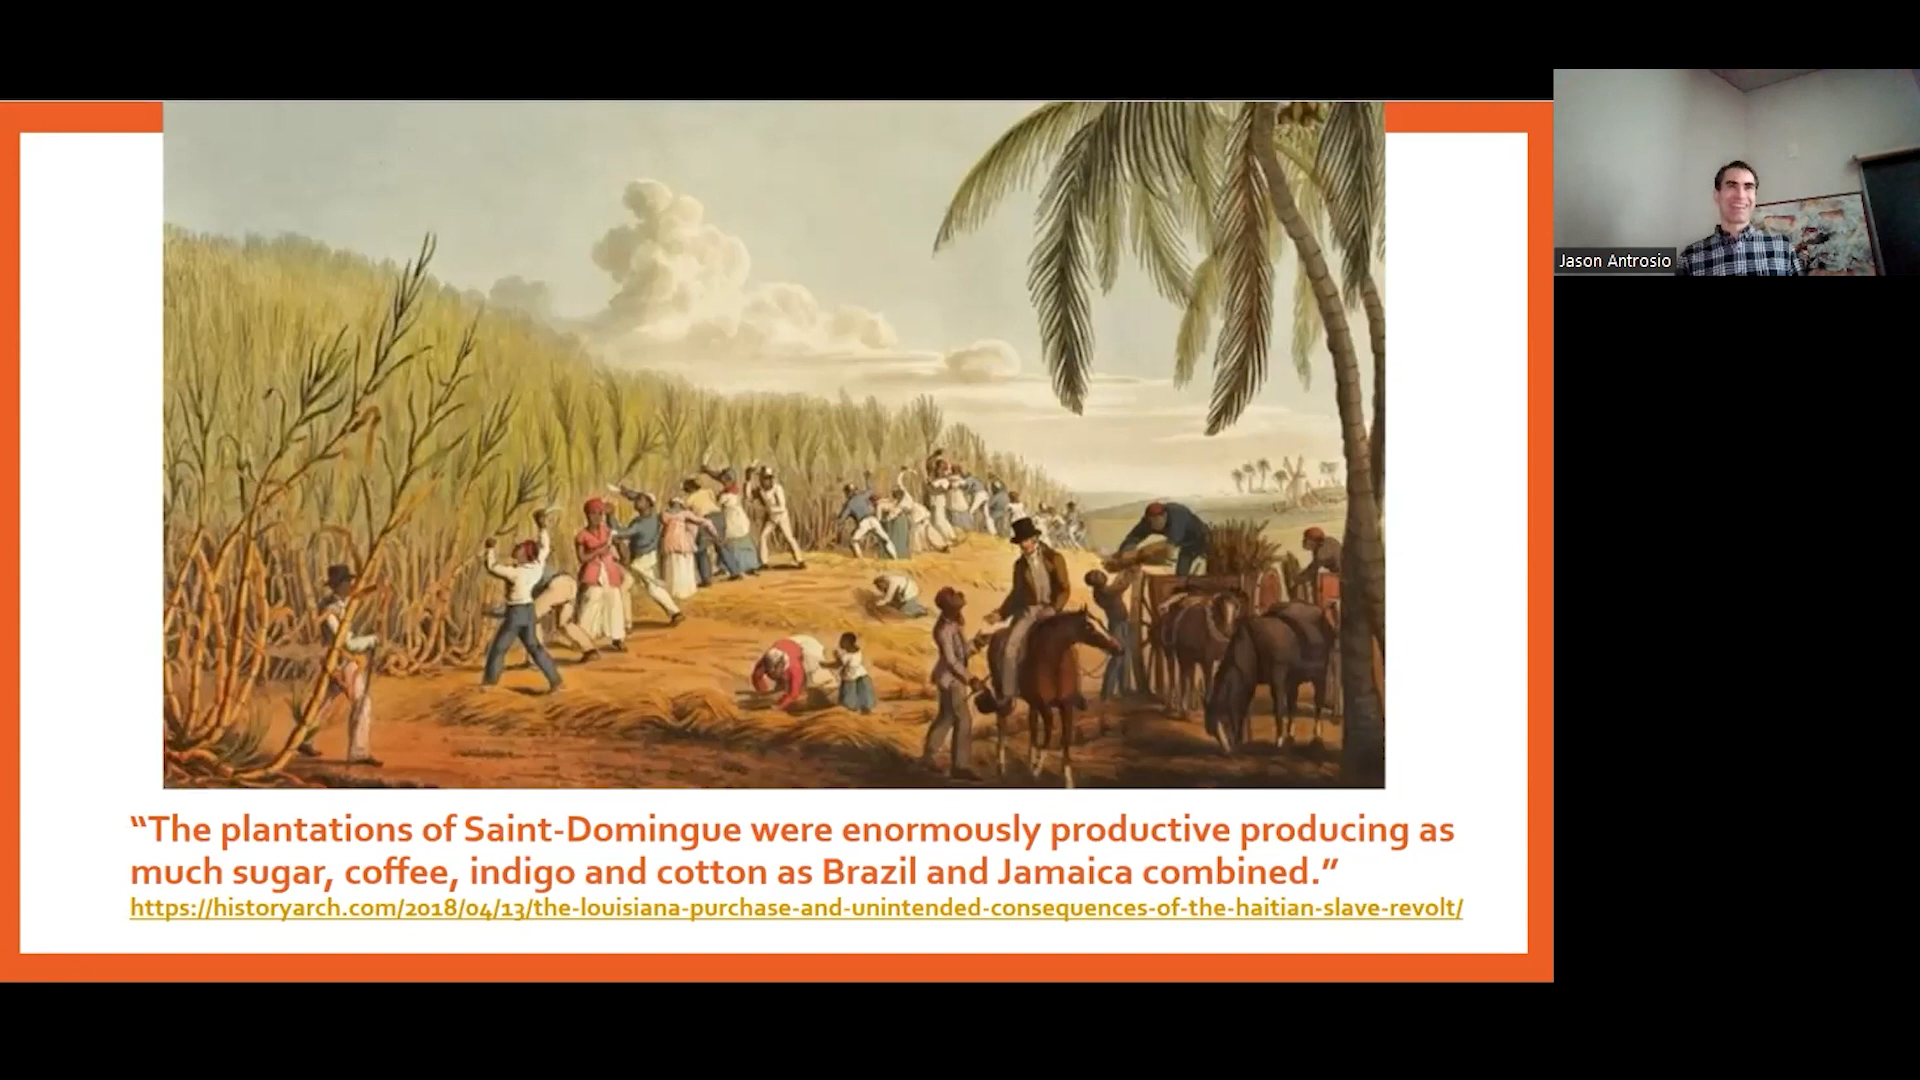 Jason Antrosio
“The plantations of Saint-Domingue were enormously productive producing as
much sugar, coffee, indigo and cotton as Brazil and Jamaica combined.”
https://historyarch.com/2018/04/13/the-louisiana-purchase-and-unintended-consequences-of-the-haitian-slave-revolt/